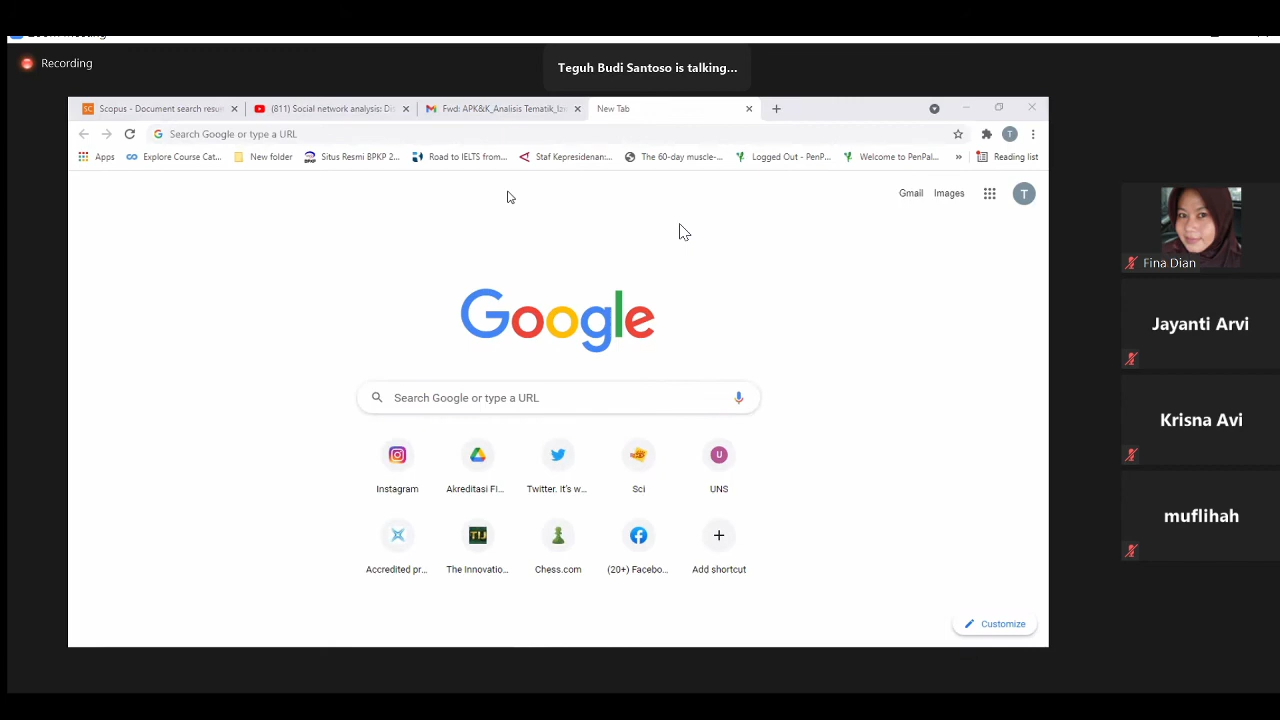 Recording
Teguh Budi Santoso is talking...
Scopus - Document search resu
(811) Social network analysis: Di
Fwd: APK&K_Analisis Tematik_Iz
New Tab
Search Google or type a URL
Apps
Explore Course Cat...
New folder
Situs Resmi BPKP 2...
Road to IELTS from...
Staf Kepresidenan:...
The 60-day muscle-...
Logged Out - PenP...
Welcome to PenPal...
»
Reading list
Gmail
Images
T
Google
Search Google or type a URL
Instagram
Akreditasi FI...
Twitter. It's w...
Sci
UNS
Accredited pr...
The Innovatio...
Chess.com
(20+) Facebo...
Add shortcut
Customize
Fina Dian
Jayanti Arvi
Krisna Avi
muflihah